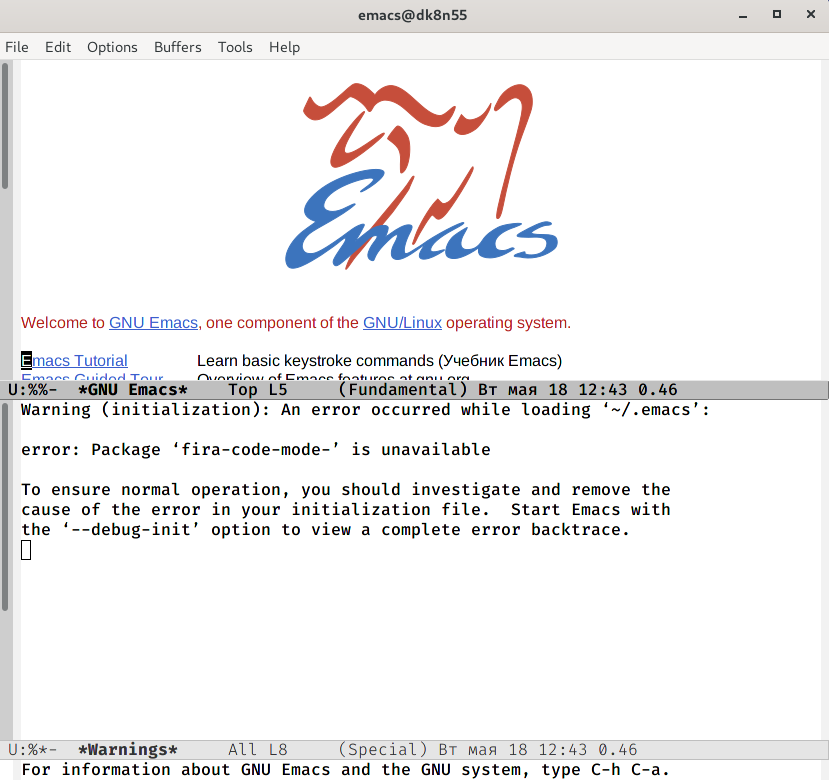 emacs@dk8n55
File Edit Options Buffers Tools Help
Emacs
Welcome to GNU Emacs, one component of the GNU/Linux operating system.
Emacs Tutorial Learn basic keystroke commands (Учебник Emacs)
Emacs Guided Tour Overview of Emacs features at gnu.org
U:%%- *GNU Emacs* Top L5 (Fundamental) Вт мая 18 12:43 0.46
Warning (initialization): An error occurred while loading ‘~/.emacs’:
error: Package ‘fira-code-mode-’ is unavailable
To ensure normal operation, you should investigate and remove the
cause of the error in your initialization file. Start Emacs with
the ‘--debug-init’ option to view a complete error backtrace.
U:%*- *Warnings* All L8 (Special) Вт мая 18 12:43 0.46
For information about GNU Emacs and the GNU system, type C-h C-a.